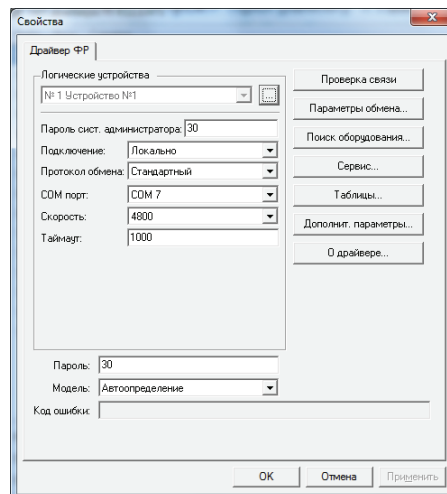 Свойства
Драйвер ФР
Логические устройства
№ 1 Устройство №1
...
Проверка связи
Пароль сист. администратора: 30
Параметры обмена...
Подключение: Локально
Протокол обмена: Стандартный
Поиск оборудования...
COM порт: COM 7
Сервис...
Скорость: 4800
Таблицы...
Таймаут: 1000
Дополнит. параметры...
О драйвере...
Пароль: 30
Модель: Автоопределение
Код ошибки:
OK Отмена Применить